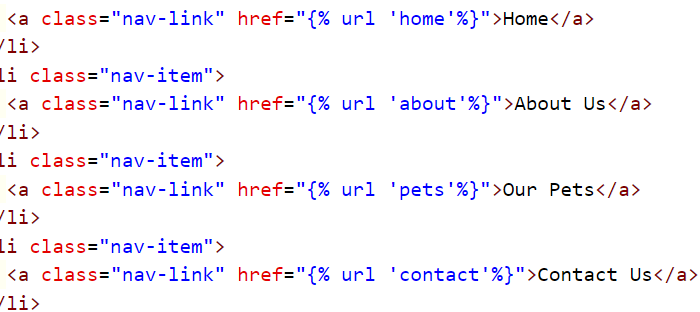 <a class="nav-link" href="{% url 'home'%}">Home</a>
/li>
li class="nav-item">
<a class="nav-link" href="{% url 'about'%}">About Us</a>
/li>
li class="nav-item">
<a class="nav-link" href="{% url 'pets'%}">Our Pets</a>
/li>
li class="nav-item">
<a class="nav-link" href="{% url 'contact'%}">Contact Us</a>
/li>